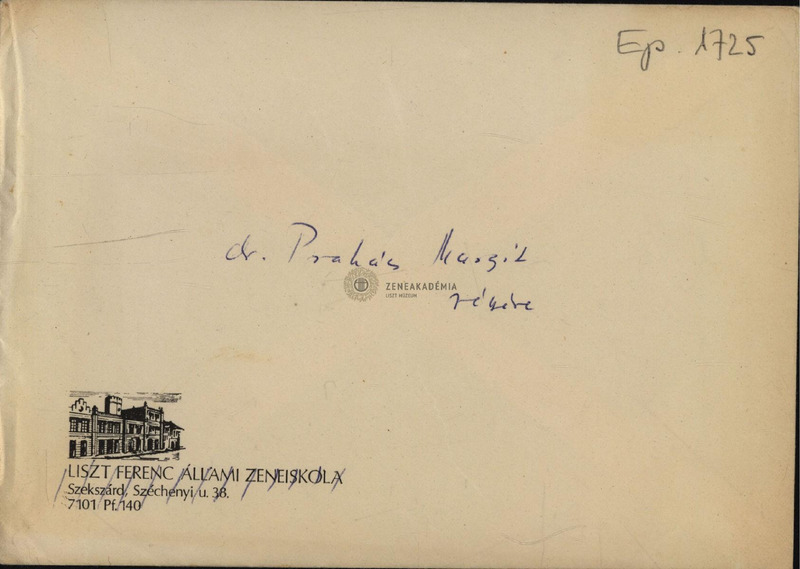 Ep. 1725
dr. Prahács Margit
részére
ZENEAKADÉMIA
LISZT MÚZEUM
LISZT FERENC ÁLLAMI ZENEISKOLA
Szekszárd, Széchenyi u. 38.
7101 Pf. 140